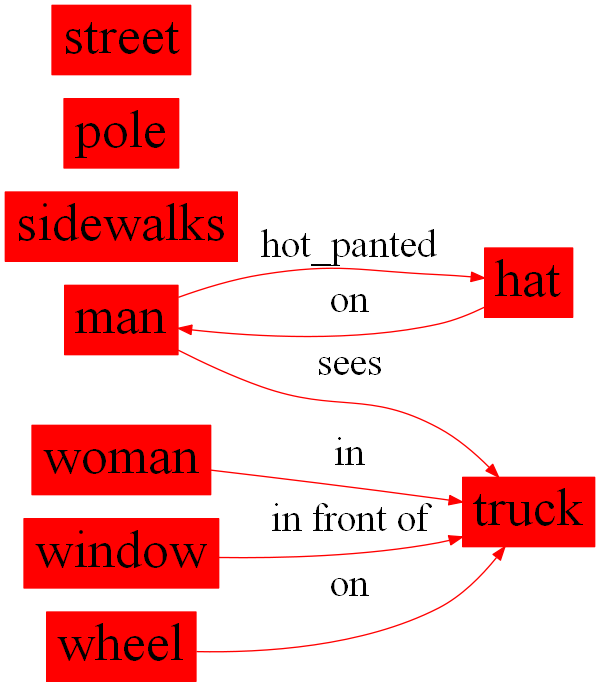 street
pole
sidewalks
hot_panted
hat
man
on
sees
woman
in
truck
in front of
window
on
wheel